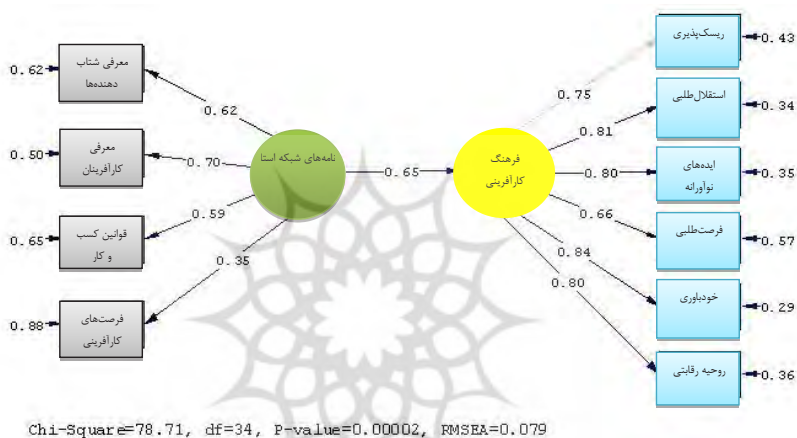 ریسک‌پذیری
0.43
معرفی شتاب
دهنده‌ها
0.62
0.75
استقلال‌طلبی
0.34
0.62
0.81
معرفی
کارآفرینان
0.50
0.70
نامه‌های شبکه استا
0.65
فرهنگ
کارآفرینی
0.80
ایده‌های
نوآورانه
0.35
0.59
0.66
قوانین کسب
و کار
0.65
فرصت‌طلبی
0.57
0.35
0.84
خودباوری
0.29
فرصت‌های
کارآفرینی
0.88
0.80
روحیه رقابتی
0.36
Chi-Square=78.71, df=34, P-value=0.00002, RMSEA=0.079